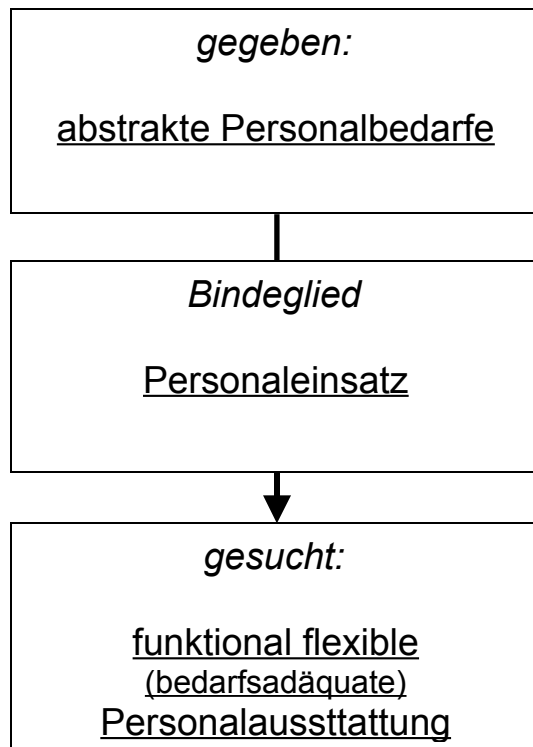 gegeben:
abstrakte Personalbedarfe
Bindeglied
Personaleinsatz
gesucht:
funktional flexible
(bedarfsadäquate)
Personalaussttattung